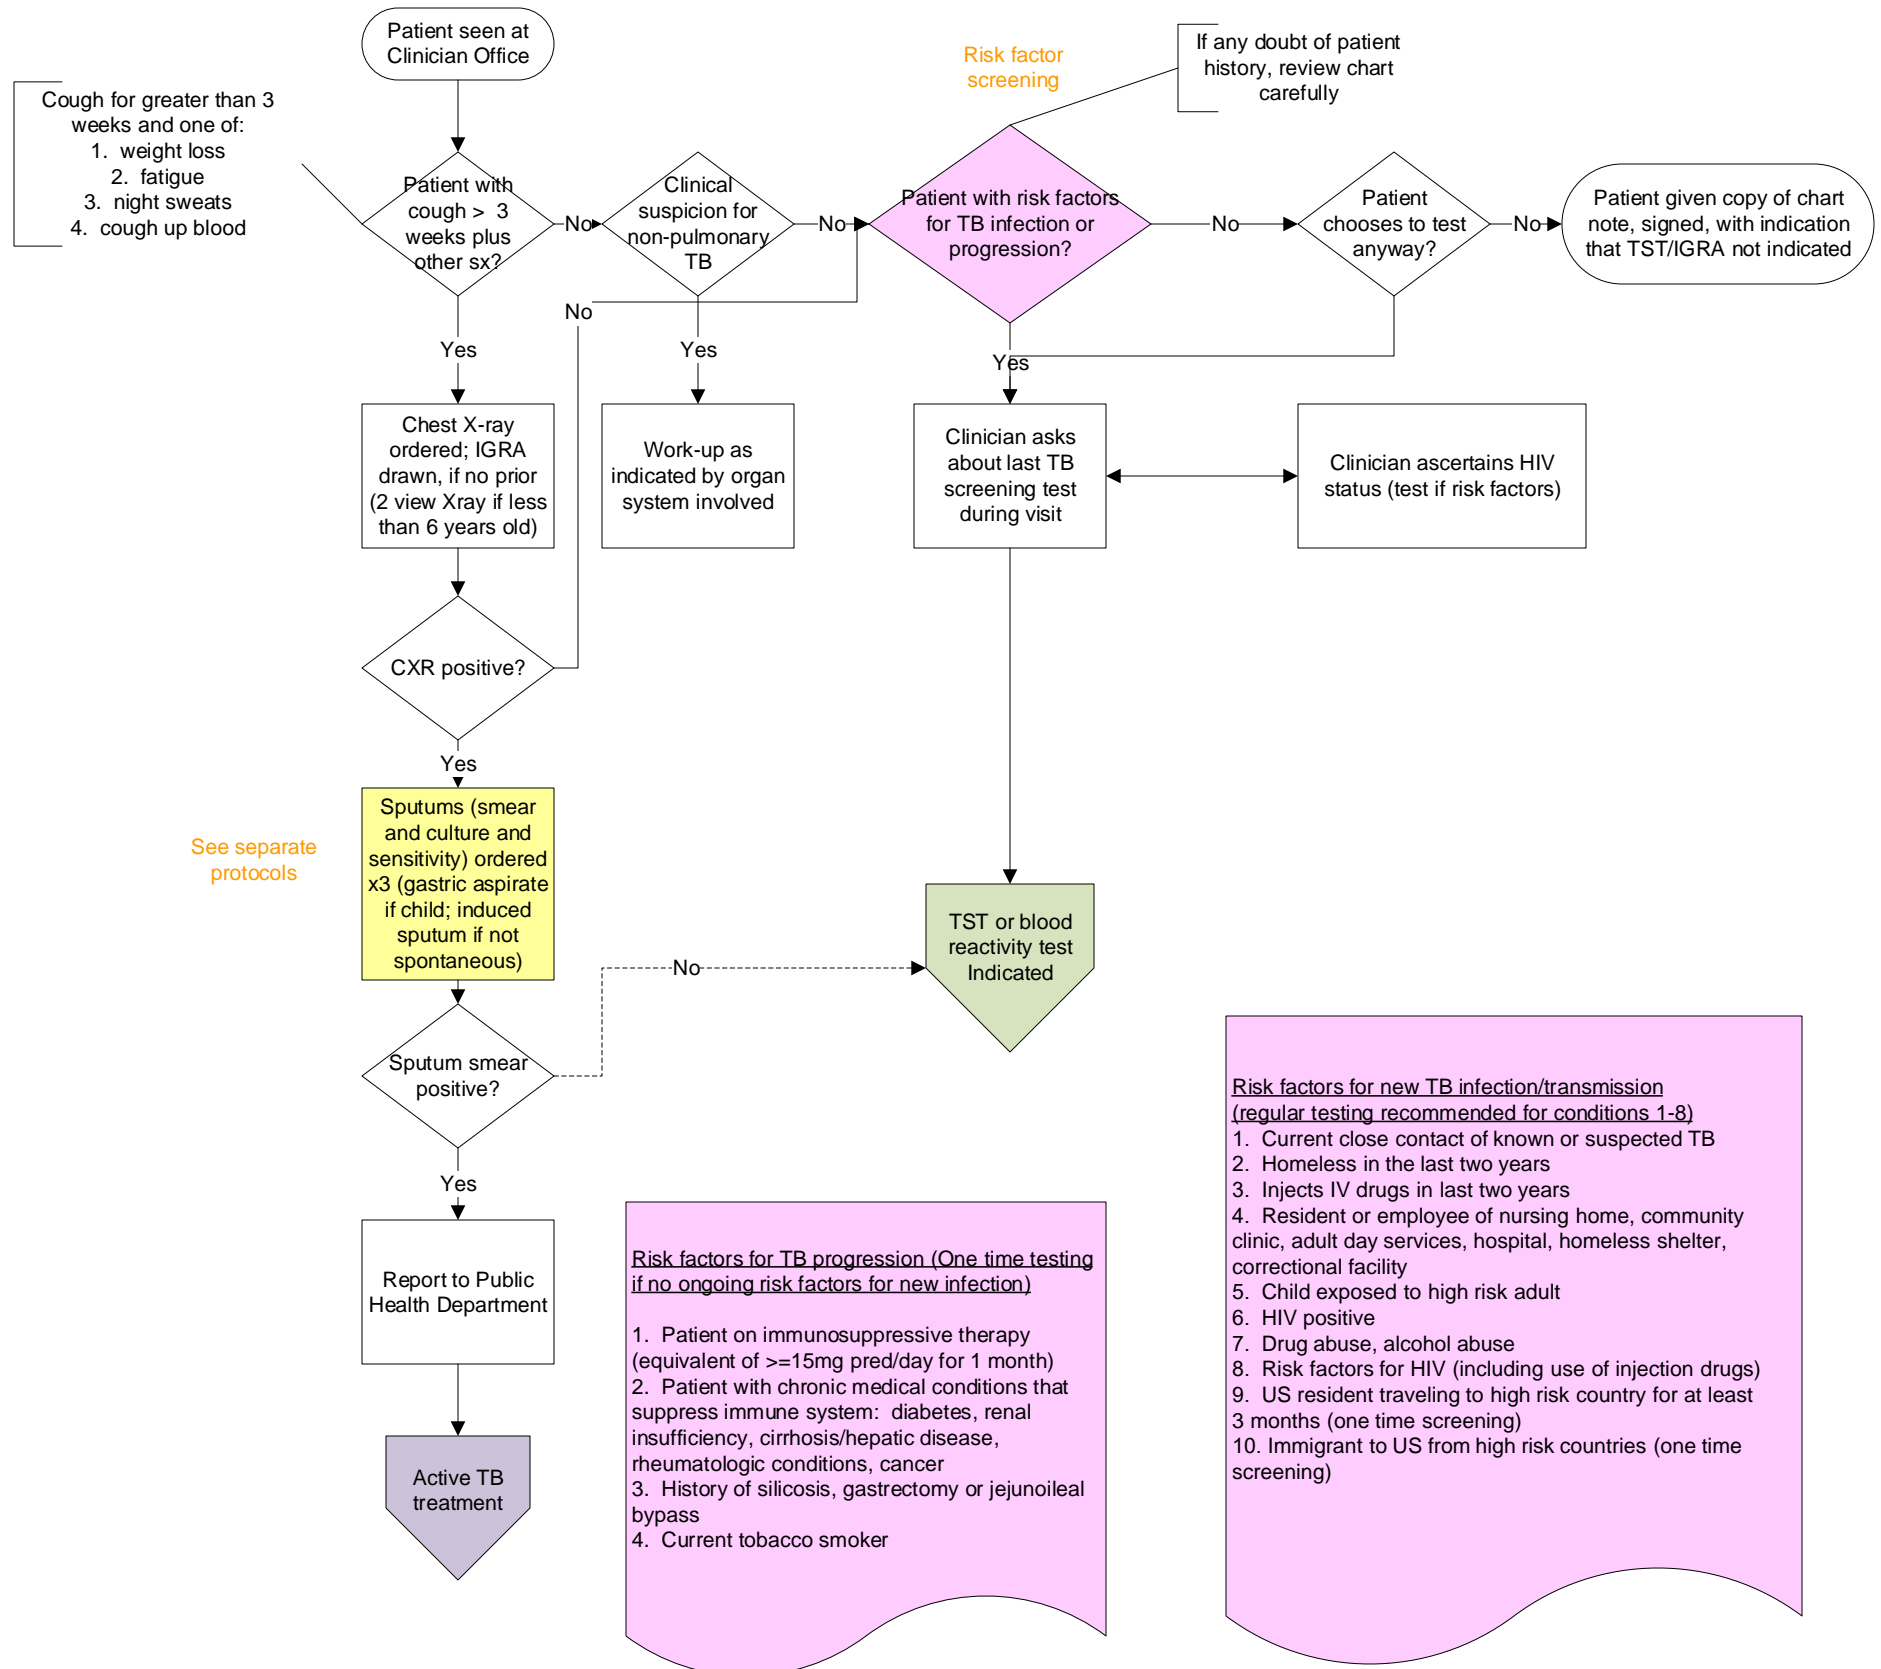 Patient seen at
Clinician Office
Risk factor
screening
If any doubt of patient
history, review chart
carefully
Cough for greater than 3
weeks and one of:
1. weight loss
2. fatigue
3. night sweats
4. cough up blood
Patient with
cough > 3
weeks plus
other sx?
No
Clinical
suspicion for
non-pulmonary
TB
No
Patient with risk factors
for TB infection or
progression?
No
Patient
chooses to test
anyway?
No
Patient given copy of chart
note, signed, with indication
that TST/IGRA not indicated
No
Yes
Yes
Yes
Chest X-ray
ordered; IGRA
drawn, if no prior
(2 view Xray if less
than 6 years old)
Work-up as
indicated by organ
system involved
Clinician asks
about last TB
screening test
during visit
Clinician ascertains HIV
status (test if risk factors)
CXR positive?
Yes
See separate
protocols
Sputums (smear
and culture and
sensitivity) ordered
x3 (gastric aspirate
if child; induced
sputum if not
spontaneous)
No
TST or blood
reactivity test
Indicated
Sputum smear
positive?
Yes
Report to Public
Health Department
Active TB
treatment
Risk factors for TB progression (One time testing
if no ongoing risk factors for new infection)
1. Patient on immunosuppressive therapy
(equivalent of >=15mg pred/day for 1 month)
2. Patient with chronic medical conditions that
suppress immune system: diabetes, renal
insufficiency, cirrhosis/hepatic disease,
rheumatologic conditions, cancer
3. History of silicosis, gastrectomy or jejunoileal
bypass
4. Current tobacco smoker
Risk factors for new TB infection/transmission
(regular testing recommended for conditions 1-8)
1. Current close contact of known or suspected TB
2. Homeless in the last two years
3. Injects IV drugs in last two years
4. Resident or employee of nursing home, community
clinic, adult day services, hospital, homeless shelter,
correctional facility
5. Child exposed to high risk adult
6. HIV positive
7. Drug abuse, alcohol abuse
8. Risk factors for HIV (including use of injection drugs)
9. US resident traveling to high risk country for at least
3 months (one time screening)
10. Immigrant to US from high risk countries (one time
screening)